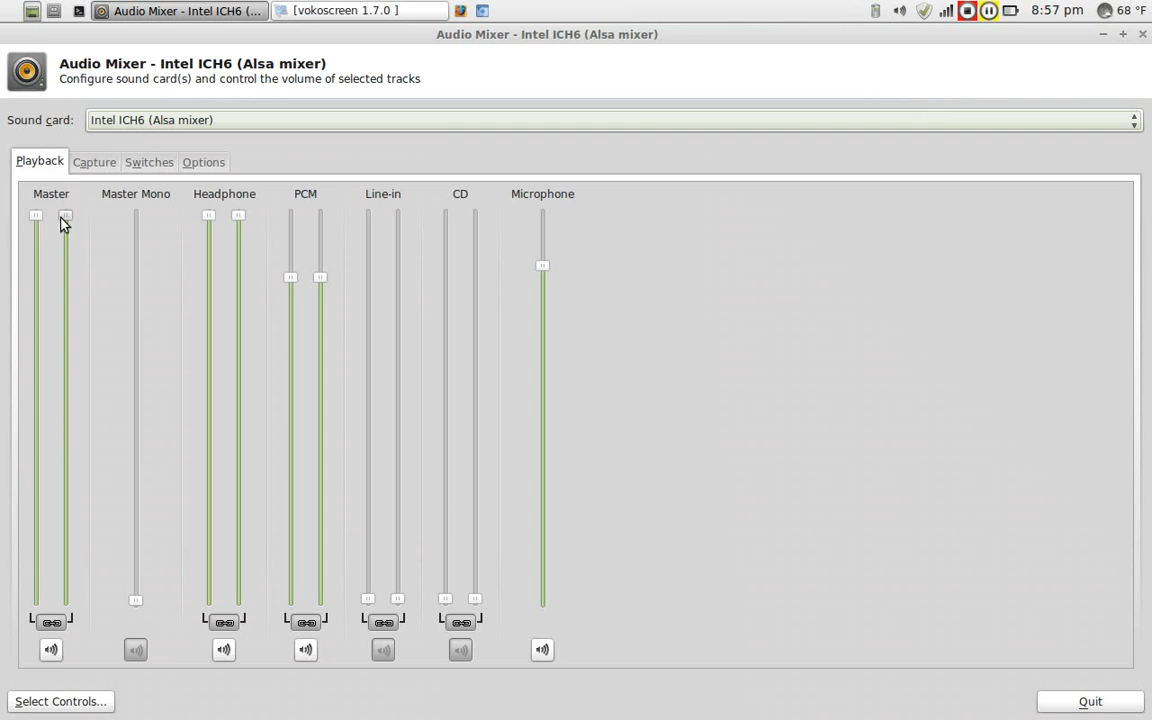 Audio Mixer - Intel ICH6 (Alsa mixer) (...
[vokoscreen 1.7.0 ]
8:57 pm
68 °F
Audio Mixer - Intel ICH6 (Alsa mixer)
Audio Mixer - Intel ICH6 (Alsa mixer)
Configure sound card(s) and control the volume of selected tracks
Sound card: Intel ICH6 (Alsa mixer)
Playback Capture Switches Options
Master Master Mono Headphone PCM Line-in CD Microphone
Select Controls... Quit